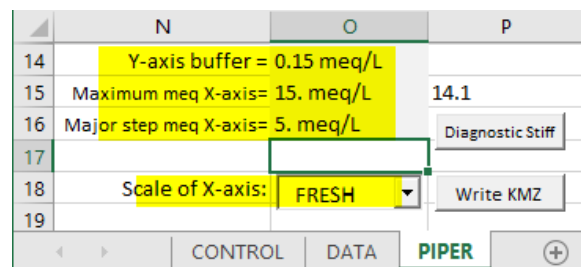 N O P
14 Y-axis buffer = 0.15 meq/L
15 Maximum meq X-axis= 15. meq/L 14.1
16 Major step meq X-axis= 5. meq/L Diagnostic Stiff
17
18 Scale of X-axis: FRESH Write KMZ
19
CONTROL DATA PIPER